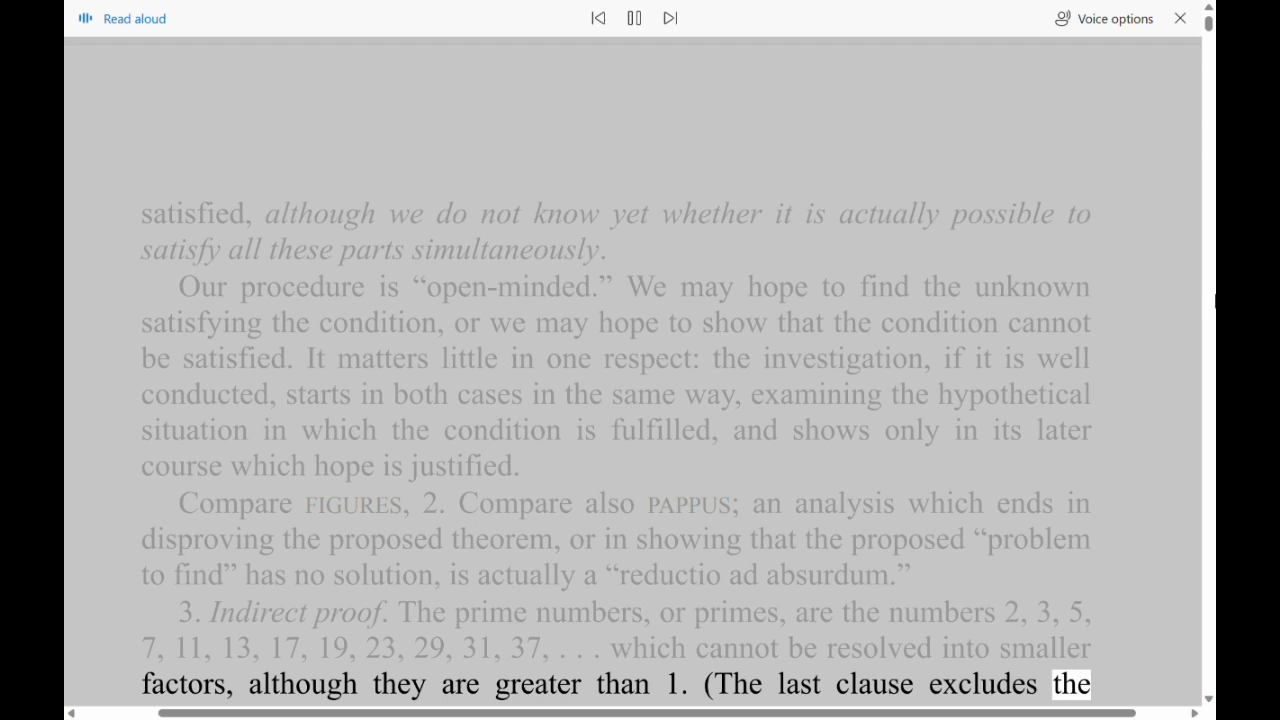 Read aloud
Voice options
satisfied, although we do not know yet whether it is actually possible to
satisfy all these parts simultaneously.
Our procedure is “open-minded.” We may hope to find the unknown
satisfying the condition, or we may hope to show that the condition cannot
be satisfied. It matters little in one respect: the investigation, if it is well
conducted, starts in both cases in the same way, examining the hypothetical
situation in which the condition is fulfilled, and shows only in its later
course which hope is justified.
Compare FIGURES, 2. Compare also PAPPUS; an analysis which ends in
disproving the proposed theorem, or in showing that the proposed “problem
to find” has no solution, is actually a “reductio ad absurdum.”
3. Indirect proof. The prime numbers, or primes, are the numbers 2, 3, 5,
7, 11, 13, 17, 19, 23, 29, 31, 37, . . . which cannot be resolved into smaller
factors, although they are greater than 1. (The last clause excludes the